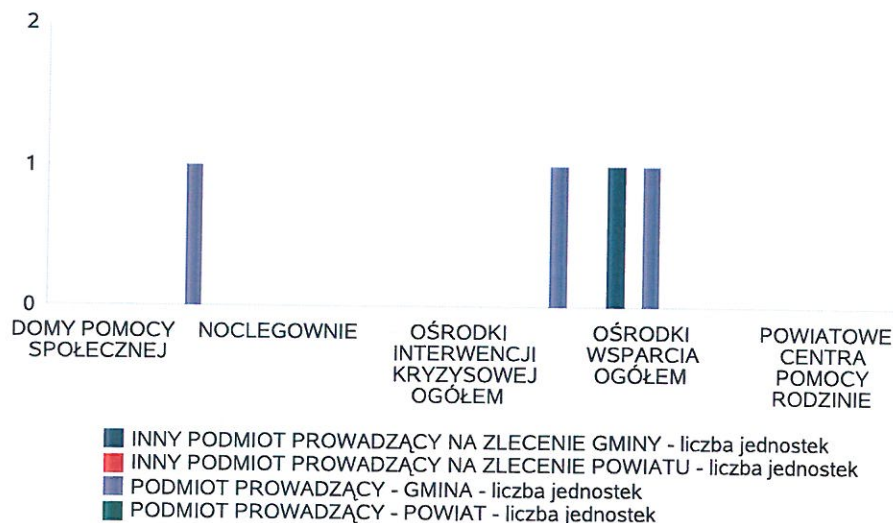 2
1
0
DOMY POMOCY
SPOŁECZNEJ
NOCLEGOWNIE
OŚRODKI
INTERWENCJI
KRYZYSOWEJ
OGÓŁEM
OŚRODKI
WSPARCIA
OGÓŁEM
POWIATOWE
CENTRA
POMOCY
RODZINIE
INNY PODMIOT PROWADZĄCY NA ZLECENIE GMINY - liczba jednostek
INNY PODMIOT PROWADZĄCY NA ZLECENIE POWIATU - liczba jednostek
PODMIOT PROWADZĄCY - GMINA - liczba jednostek
PODMIOT PROWADZĄCY - POWIAT - liczba jednostek